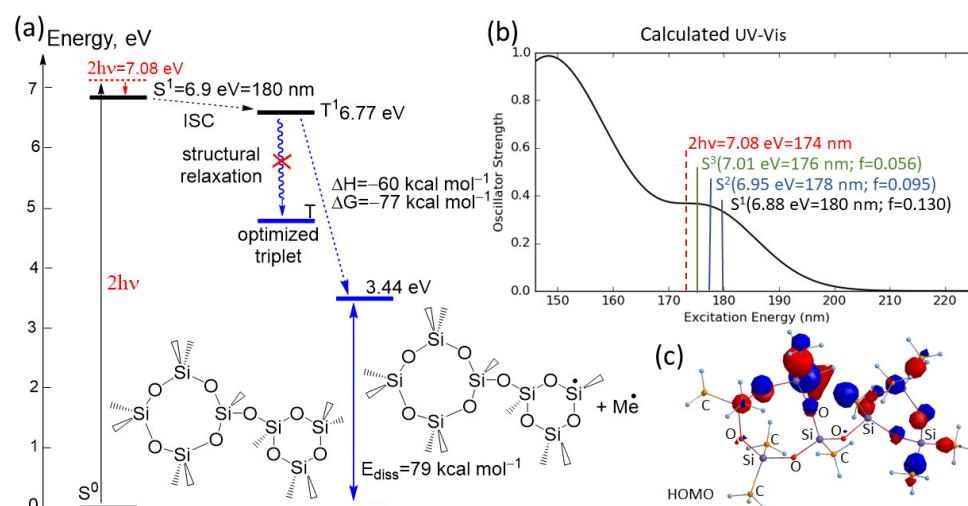 (a)
Energy, eV
2hν=7.08 eV
7
S¹=6.9 eV=180 nm
ISC
T¹6.77 eV
6
structural
relaxation
ΔH=−60 kcal mol⁻¹
ΔG=−77 kcal mol⁻¹
5
T
optimized
triplet
4
2hν
3.44 eV
3
2
1
0
S⁰
Si
O
Si
O
Si
O
Si
O
O
Si
O
Si
O
Si
O
Si
O
Si
O
Si
O
Si
O
O
Si
O
Si
O
Si
O
+ Me•
E_diss=79 kcal mol⁻¹
(b)
Calculated UV-Vis
Oscillator Strength
1.0
0.8
0.6
0.4
0.2
0.0
2hν=7.08 eV=174 nm
S³(7.01 eV=176 nm; f=0.056)
S²(6.95 eV=178 nm; f=0.095)
S¹(6.88 eV=180 nm; f=0.130)
150 160 170 180 190 200 210 220
Excitation Energy (nm)
(c)
C
O
Si
O
Si
C
O
Si
O
C
Si
Si
C
HOMO